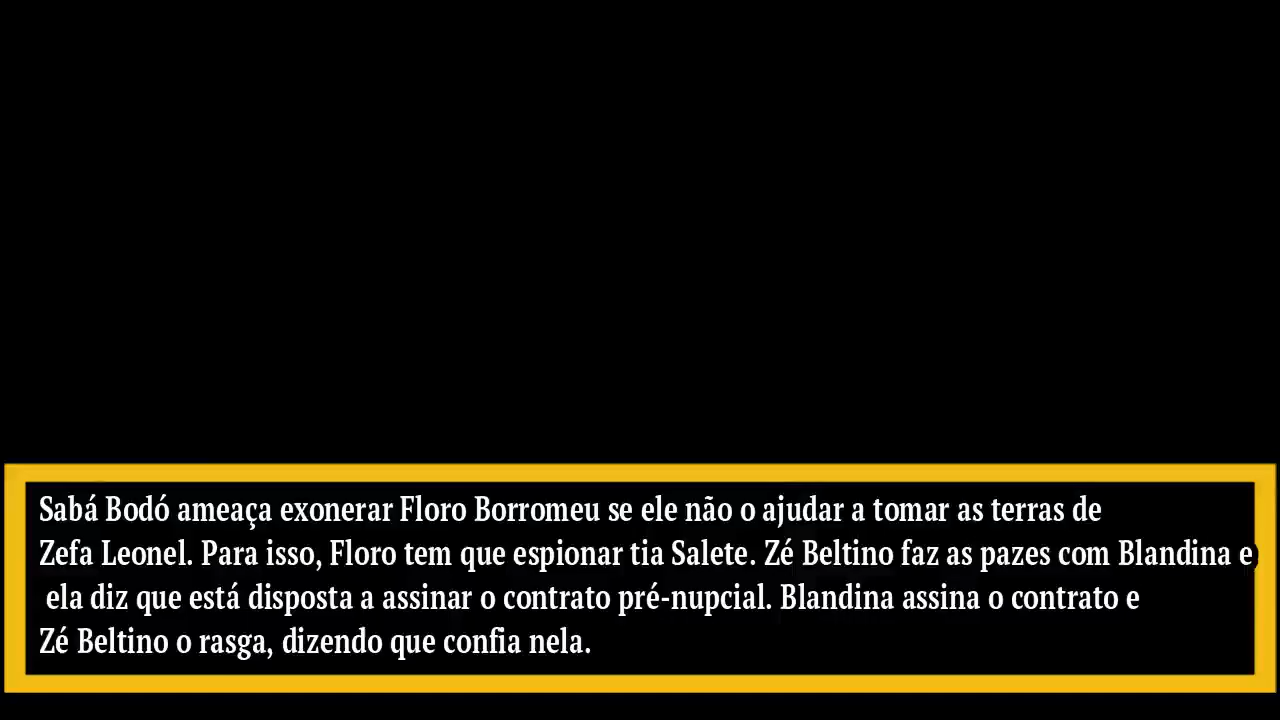 Sabá Bodó ameaça exonerar Floro Borromeu se ele não o ajudar a tomar as terras de
Zefa Leonel. Para isso, Floro tem que espionar tia Salete. Zé Beltino faz as pazes com Blandina e
ela diz que está disposta a assinar o contrato pré-nupcial. Blandina assina o contrato e
Zé Beltino o rasga, dizendo que confia nela.